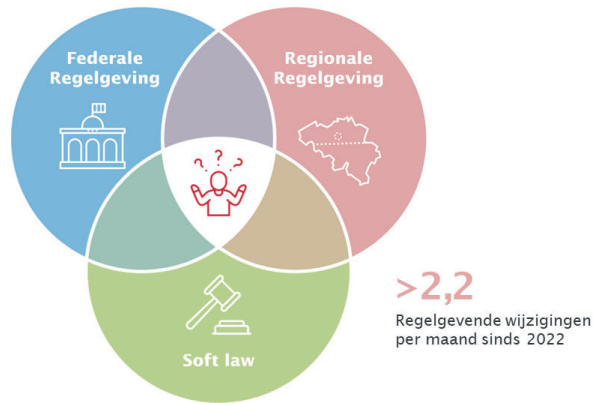 Federale
Regelgeving
Regionale
Regelgeving
? ? ?
Soft law
>2,2
Regelgevende wijzigingen
per maand sinds 2022